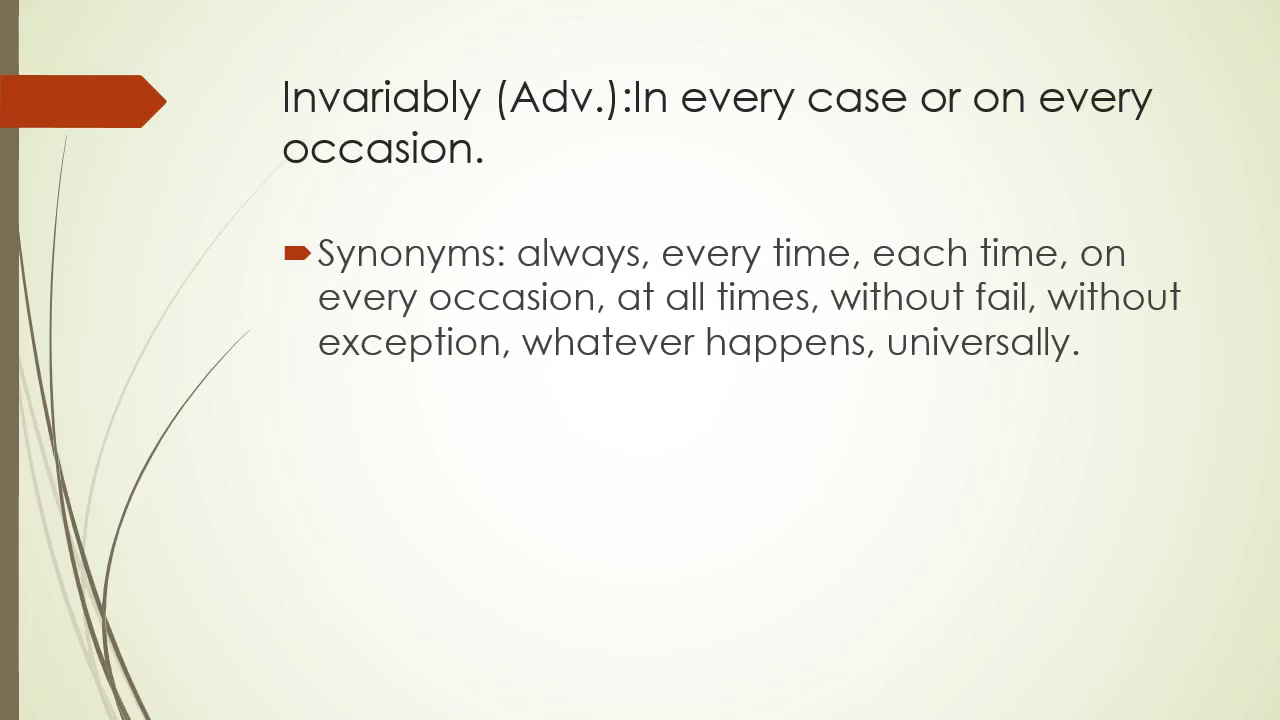 Invariably (Adv.):In every case or on every
occasion.
Synonyms: always, every time, each time, on
every occasion, at all times, without fail, without
exception, whatever happens, universally.